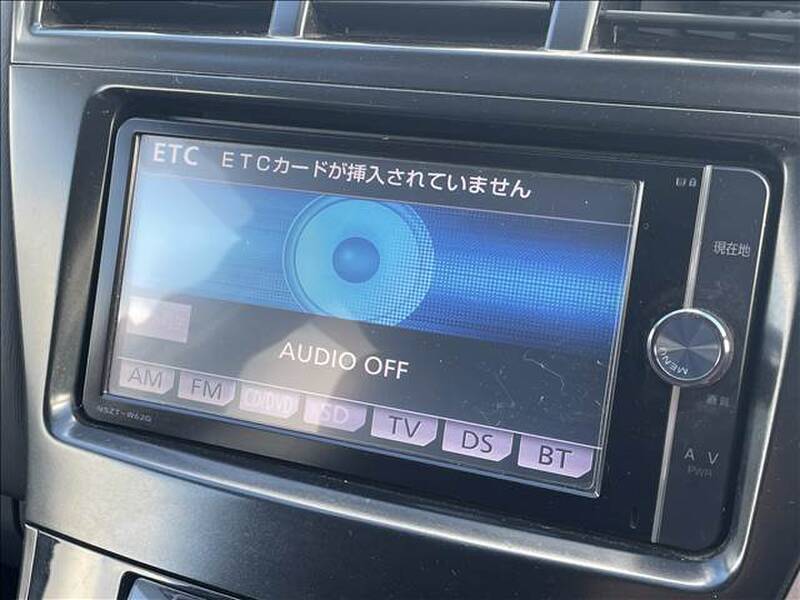 ETC ETCカードが挿入されていません
現在地
AUDIO OFF
MENU
AM FM CD/DVD SD TV DS BT
NSZT-W62G
AV
PWR